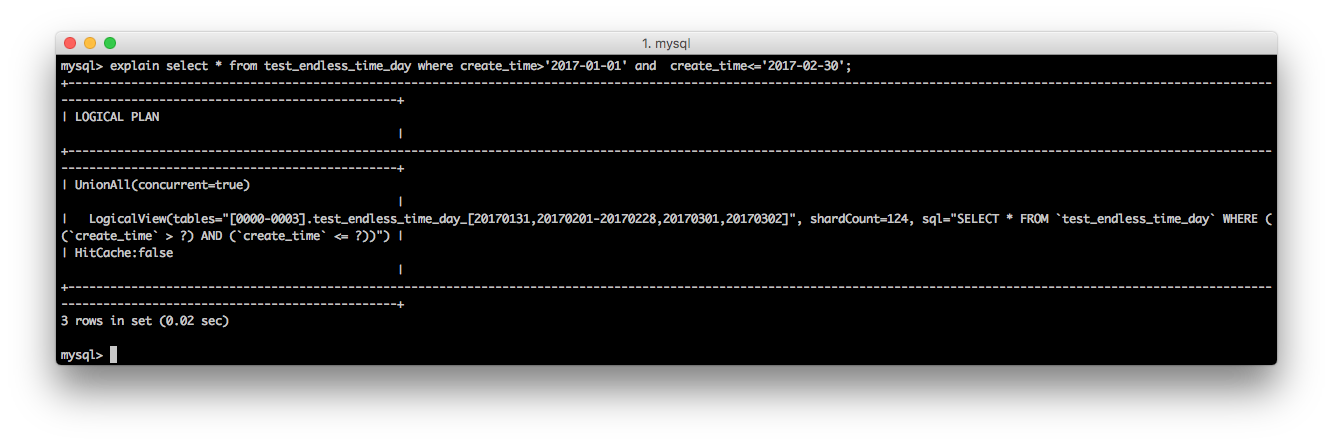 1. mysql
mysql> explain select * from test_endless_time_day where create_time>'2017-01-01' and  create_time<='2017-02-30';
+-----------------------------------------------------------------------------------------------------------------------------------------------------------------------------
------------------------------------------------+
| LOGICAL PLAN
|
+-----------------------------------------------------------------------------------------------------------------------------------------------------------------------------
------------------------------------------------+
| UnionAll(concurrent=true)
|
|   LogicalView(tables="[0000-0003].test_endless_time_day_[20170131,20170201-20170228,20170301,20170302]", shardCount=124, sql="SELECT * FROM `test_endless_time_day` WHERE (
(`create_time` > ?) AND (`create_time` <= ?))") |
| HitCache:false
|
+-----------------------------------------------------------------------------------------------------------------------------------------------------------------------------
------------------------------------------------+
3 rows in set (0.02 sec)
mysql>